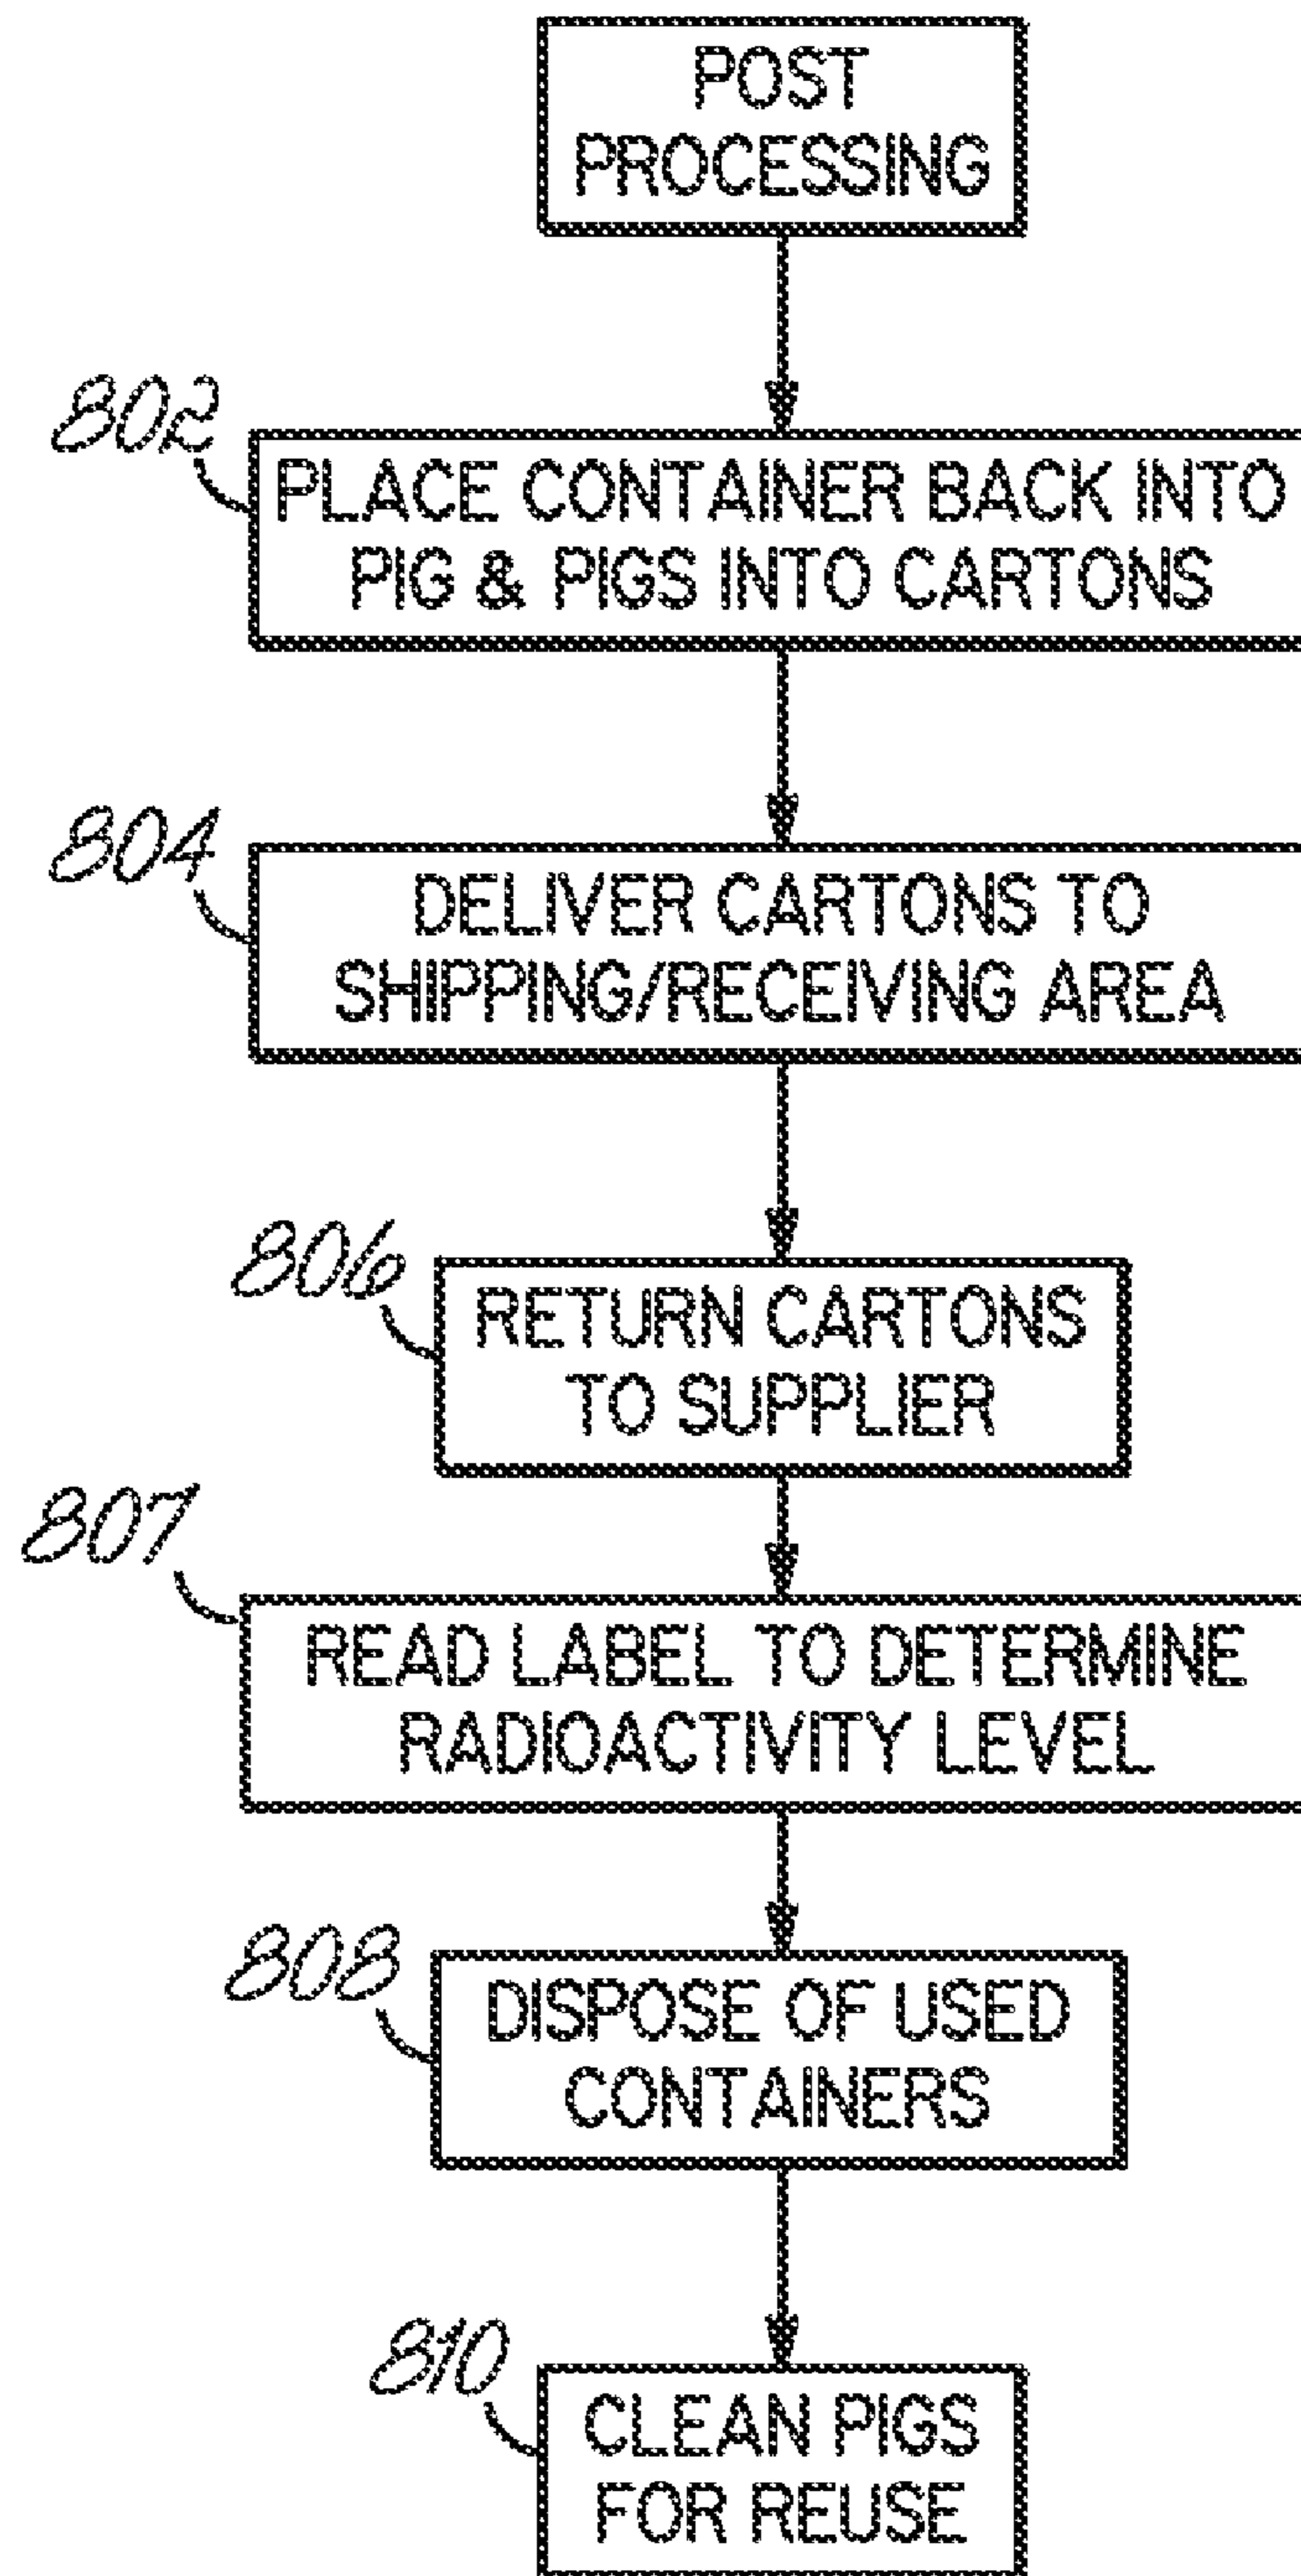 POST
PROCESSING
802
PLACE CONTAINER BACK INTO
PIG & PIGS INTO CARTONS
804
DELIVER CARTONS TO
SHIPPING/RECEIVING AREA
806
RETURN CARTONS
TO SUPPLIER
807
READ LABEL TO DETERMINE
RADIOACTIVITY LEVEL
808
DISPOSE OF USED
CONTAINERS
810
CLEAN PIGS
FOR REUSE